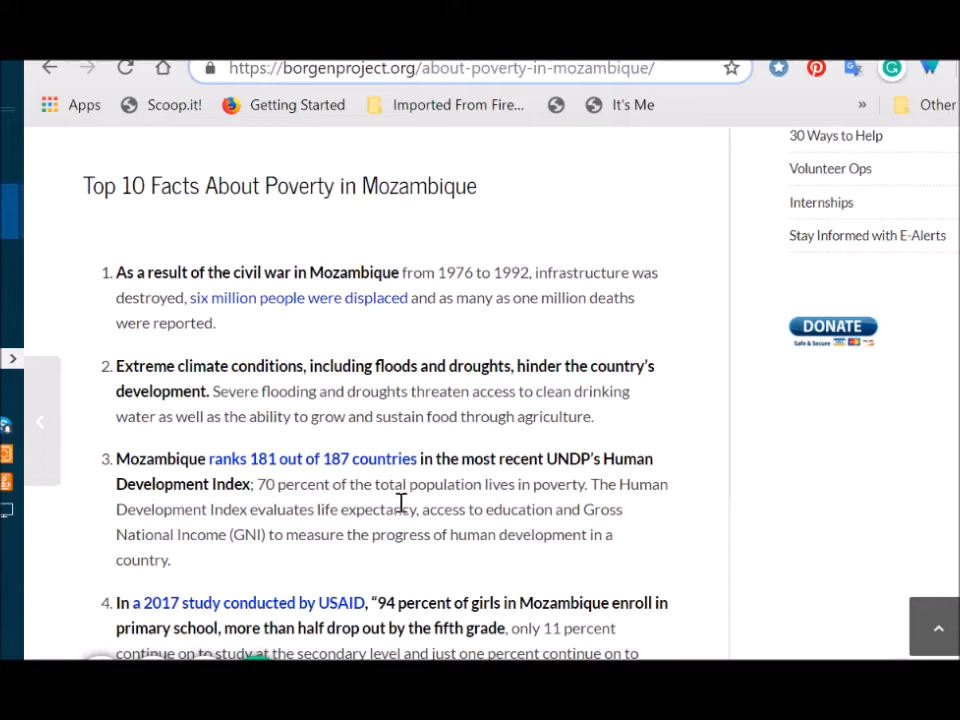 https://borgenproject.org/about-poverty-in-mozambique/
Apps Scoop.it! Getting Started Imported From Fire... It's Me » Other
30 Ways to Help
Volunteer Ops
Internships
Stay Informed with E-Alerts
DONATE
Safe & Secure
Top 10 Facts About Poverty in Mozambique
1. As a result of the civil war in Mozambique from 1976 to 1992, infrastructure was
destroyed, six million people were displaced and as many as one million deaths
were reported.
2. Extreme climate conditions, including floods and droughts, hinder the country's
development. Severe flooding and droughts threaten access to clean drinking
water as well as the ability to grow and sustain food through agriculture.
3. Mozambique ranks 181 out of 187 countries in the most recent UNDP's Human
Development Index; 70 percent of the total population lives in poverty. The Human
Development Index evaluates life expectancy, access to education and Gross
National Income (GNI) to measure the progress of human development in a
country.
4. In a 2017 study conducted by USAID, “94 percent of girls in Mozambique enroll in
primary school, more than half drop out by the fifth grade, only 11 percent
continue on to study at the secondary level and just one percent continue on to